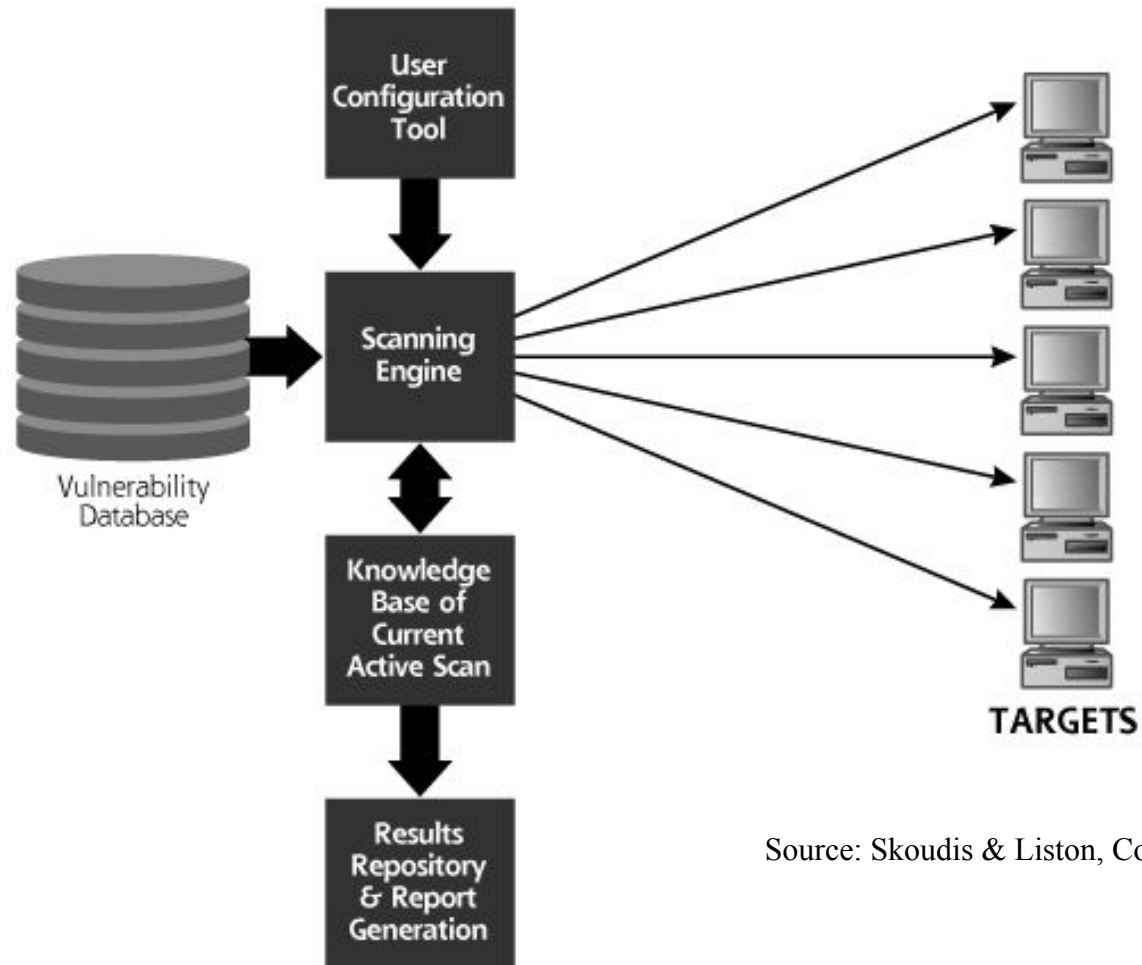 User
Configuration
Tool
Scanning
Engine
Vulnerability
Database
Knowledge
Base of
Current
Active Scan
TARGETS
Results
Repository
& Report
Generation
Source: Skoudis & Liston, Co